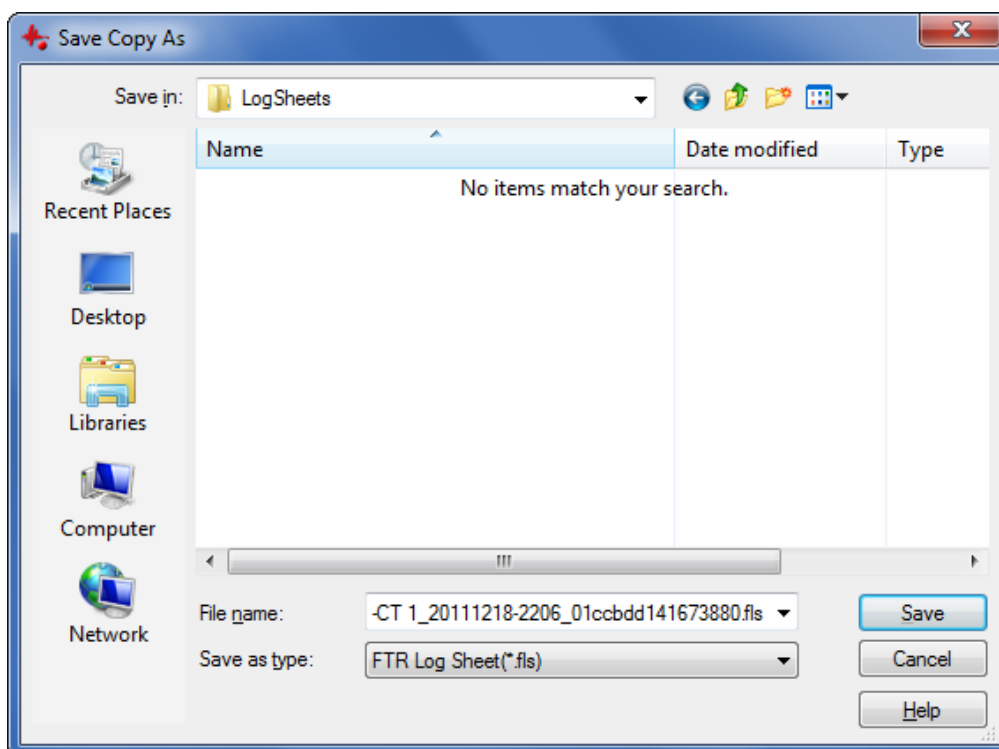 Save Copy As
Save in: LogSheets
Name Date modified Type
No items match your search.
Recent Places
Desktop
Libraries
Computer
Network
File name: -CT 1_20111218-2206_01ccbdd141673880.fls Save
Save as type: FTR Log Sheet(*.fls) Cancel
Help